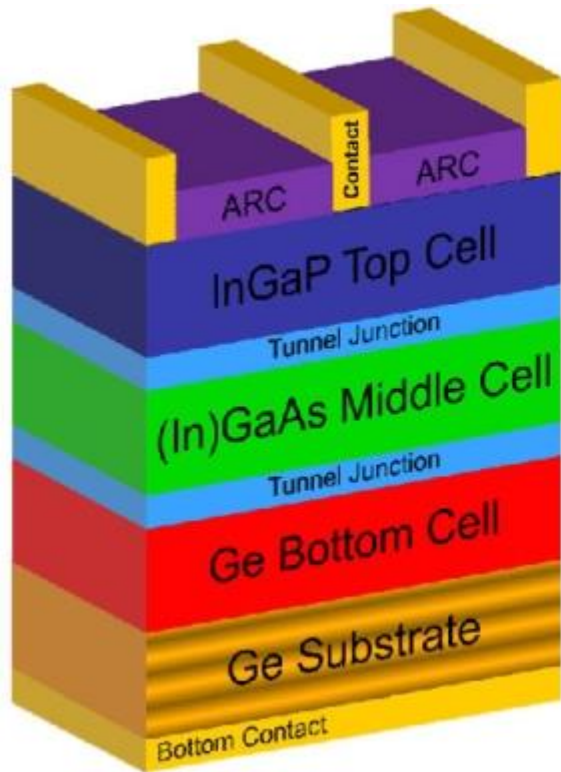 Contact
ARC
ARC
InGaP Top Cell
Tunnel Junction
(In)GaAs Middle Cell
Tunnel Junction
Ge Bottom Cell
Ge Substrate
Bottom Contact